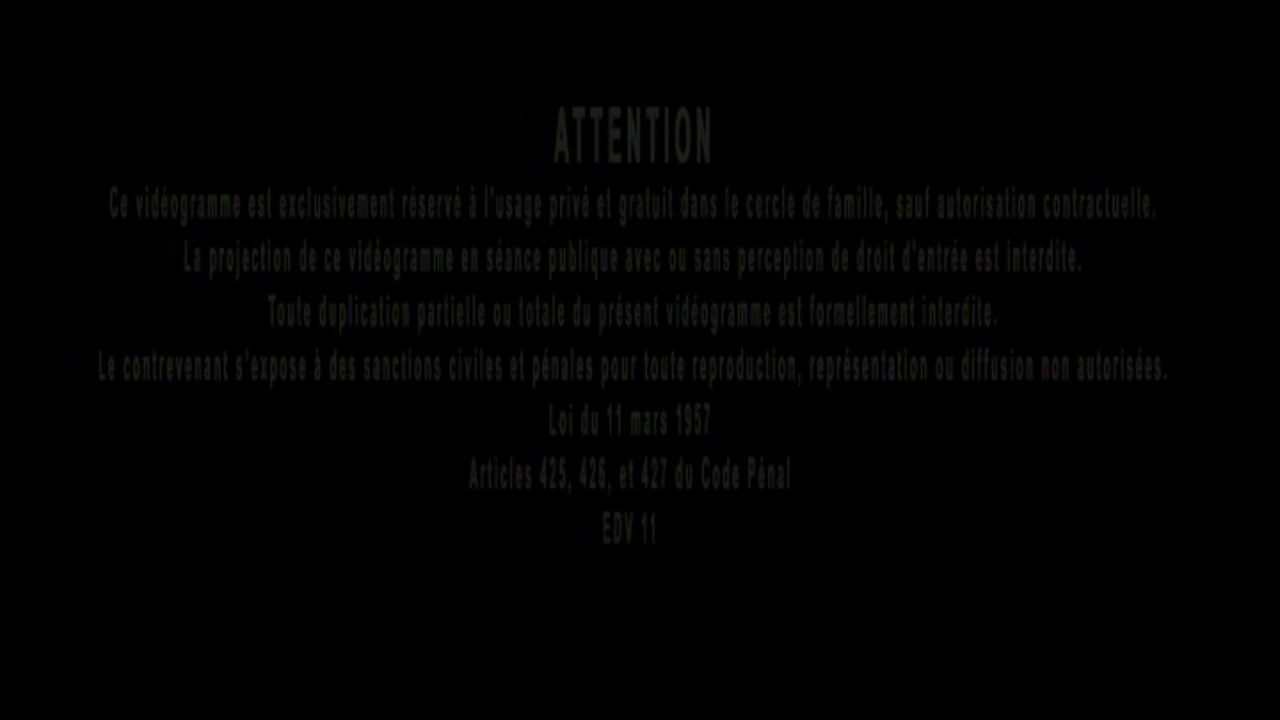 ATTENTION
Ce vidéogramme est exclusivement réservé à l'usage privé et gratuit dans le cercle de famille, sauf autorisation contractuelle.
La projection de ce vidéogramme en séance publique avec ou sans perception de droit d'entrée est interdite.
Toute duplication partielle ou totale du présent vidéogramme est formellement interdite.
Le contrevenant s'expose à des sanctions civiles et pénales pour toute reproduction, représentation ou diffusion non autorisées.
Loi du 11 mars 1957
Articles 425, 426, et 427 du Code Pénal
EDV 11